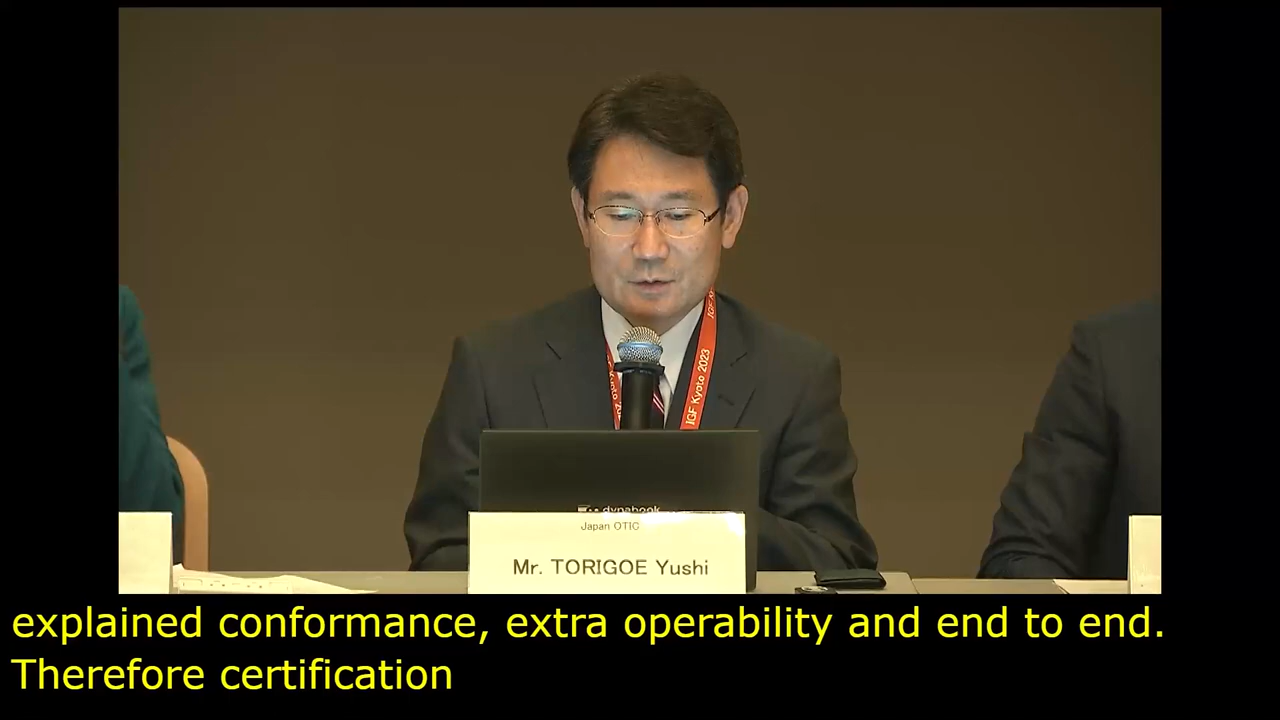 IGF Kyoto 2023
dynabook
Japan OTIC
Mr. TORIGOE Yushi
explained conformance, extra operability and end to end.
Therefore certification